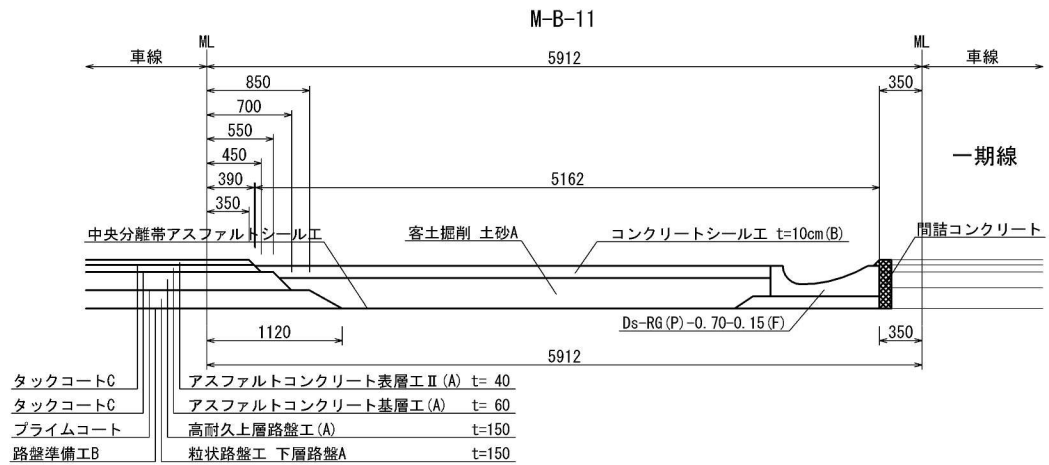 M-B-11
ML
ML
車線
5912
車線
850
350
700
550
450
一期線
390
5162
350
中央分離帯アスファルトシール工
客土掘削 土砂A
コンクリートシール工 t=10cm(B)
間詰コンクリート
Ds-RG(P)-0.70-0.15(F)
1120
350
5912
タックコートC
アスファルトコンクリート表層工Ⅱ(A) t= 40
タックコートC
アスファルトコンクリート基層工(A) t= 60
プライムコート
高耐久上層路盤工(A) t=150
路盤準備工B
粒状路盤工 下層路盤A t=150